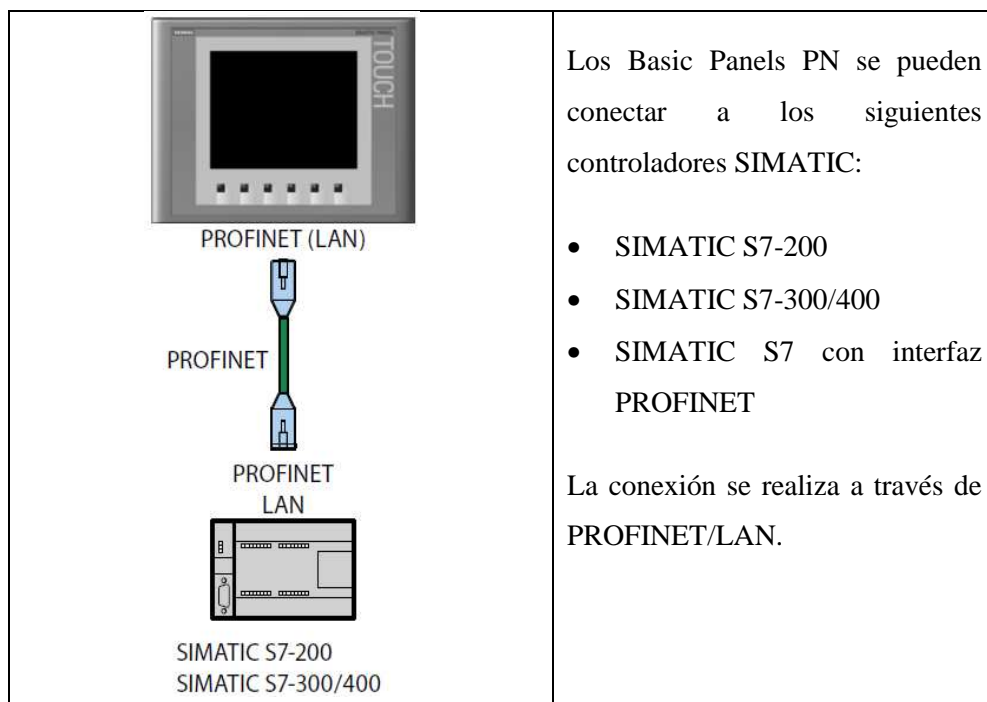 SIEMENS
TOUCH
PROFINET (LAN)
PROFINET
PROFINET
LAN
SIMATIC S7-200
SIMATIC S7-300/400
Los Basic Panels PN se pueden
conectar a los siguientes
controladores SIMATIC:
• SIMATIC S7-200
• SIMATIC S7-300/400
• SIMATIC S7 con interfaz
PROFINET
La conexión se realiza a través de
PROFINET/LAN.